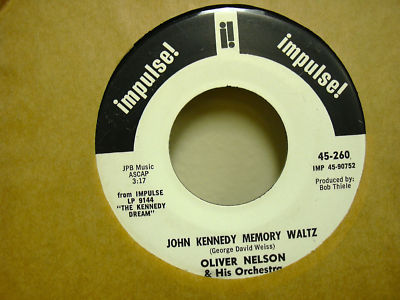 impulse!
i!
impulse!
JPB Music
ASCAP
3:17
from IMPULSE
LP 9144
"THE KENNEDY
DREAM"
45-260
IMP 45-90752
Produced by:
Bob Thiele
JOHN KENNEDY MEMORY WALTZ
(George David Weiss)
OLIVER NELSON
& His Orchestra